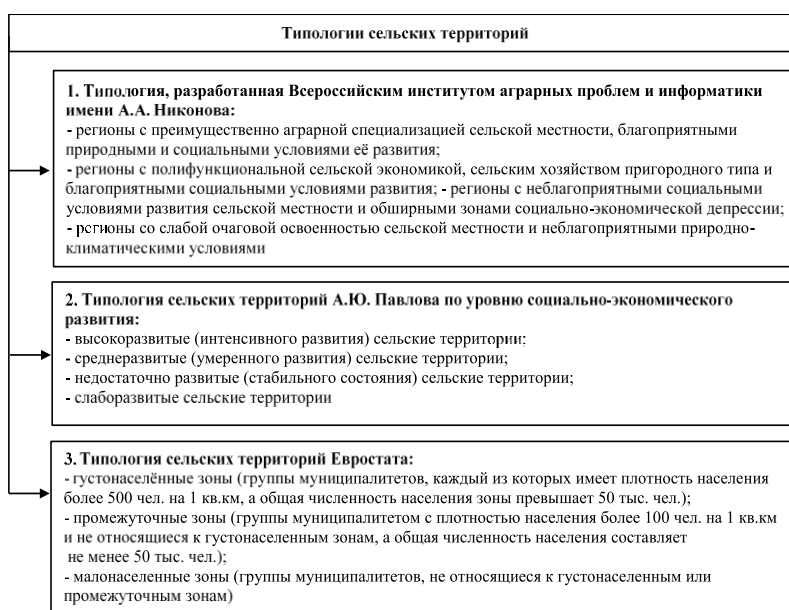 Типологии сельских территорий
1. Типология, разработанная Всероссийским институтом аграрных проблем и информатики
имени А.А. Никонова:
- регионы с преимущественно аграрной специализацией сельской местности, благоприятными
природными и социальными условиями её развития;
- регионы с полифункциональной сельской экономикой, сельским хозяйством пригородного типа и
благоприятными социальными условиями развития; - регионы с неблагоприятными социальными
условиями развития сельской местности и обширными зонами социально-экономической депрессии;
- регионы со слабой очаговой освоенностью сельской местности и неблагоприятными природно-
климатическими условиями
2. Типология сельских территорий А.Ю. Павлова по уровню социально-экономического
развития:
- высокоразвитые (интенсивного развития) сельские территории;
- среднеразвитые (умеренного развития) сельские территории;
- недостаточно развитые (стабильного состояния) сельские территории;
- слаборазвитые сельские территории
3. Типология сельских территорий Евростата:
- густонаселённые зоны (группы муниципалитетов, каждый из которых имеет плотность населения
более 500 чел. на 1 кв.км, а общая численность населения зоны превышает 50 тыс. чел.);
- промежуточные зоны (группы муниципалитетом с плотностью населения более 100 чел. на 1 кв.км
и не относящиеся к густонаселенным зонам, а общая численность населения составляет
не менее 50 тыс. чел.);
- малонаселенные зоны (группы муниципалитетов, не относящиеся к густонаселенным или
промежуточным зонам)